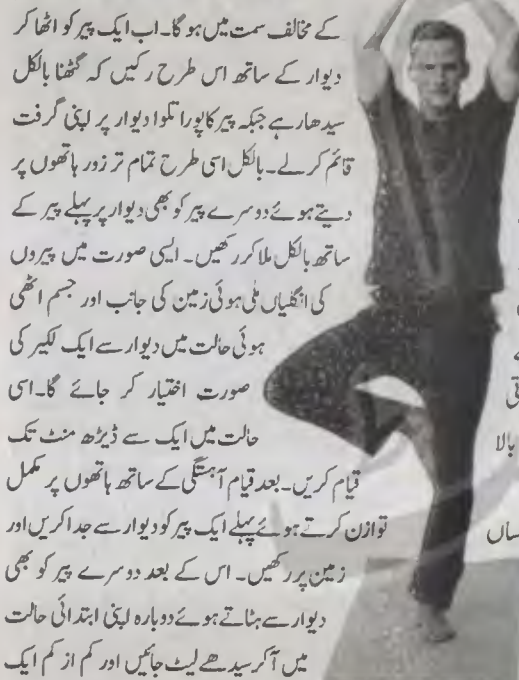 کے مخالف سمت میں ہوگا۔اب ایک پیر کو اٹھا کر
دیوار کے ساتھ اس طرح رکیں کہ گھٹنا بالکل
سیدھا رہے جبکہ پیر کا پورا تلوا دیوار پر اپنی گرفت
قائم کرلے۔بالکل اسی طرح تمام تر زور ہاتھوں پر
دیتے ہوئے دوسرے پیر کو بھی دیوار پر پہلے پیر کے
ساتھ بالکل ملا کر رکھیں۔ ایسی صورت میں پیروں
کی انگلیاں ملی ہوئی زمین کی جانب اور جسم اٹھی
ہوئی حالت میں دیوار سے ایک لکیر کی
صورت اختیار کر جائے گا۔اسی
حالت میں ایک سے ڈیڑھ منٹ تک
قیام کریں۔بعد قیام آہستگی کے ساتھ ہاتھوں پر مکمل
توازن کرتے ہوئے پہلے ایک پیر کو دیوار سے جدا کریں اور
زمین پر رکھیں۔ اس کے بعد دوسرے پیر کو بھی
دیوار سے ہٹاتے ہوئے دوبارہ اپنی ابتدائی حالت
میں آکر سیدھے لیٹ جائیں اور کم از کم ایک
بالا
ساں